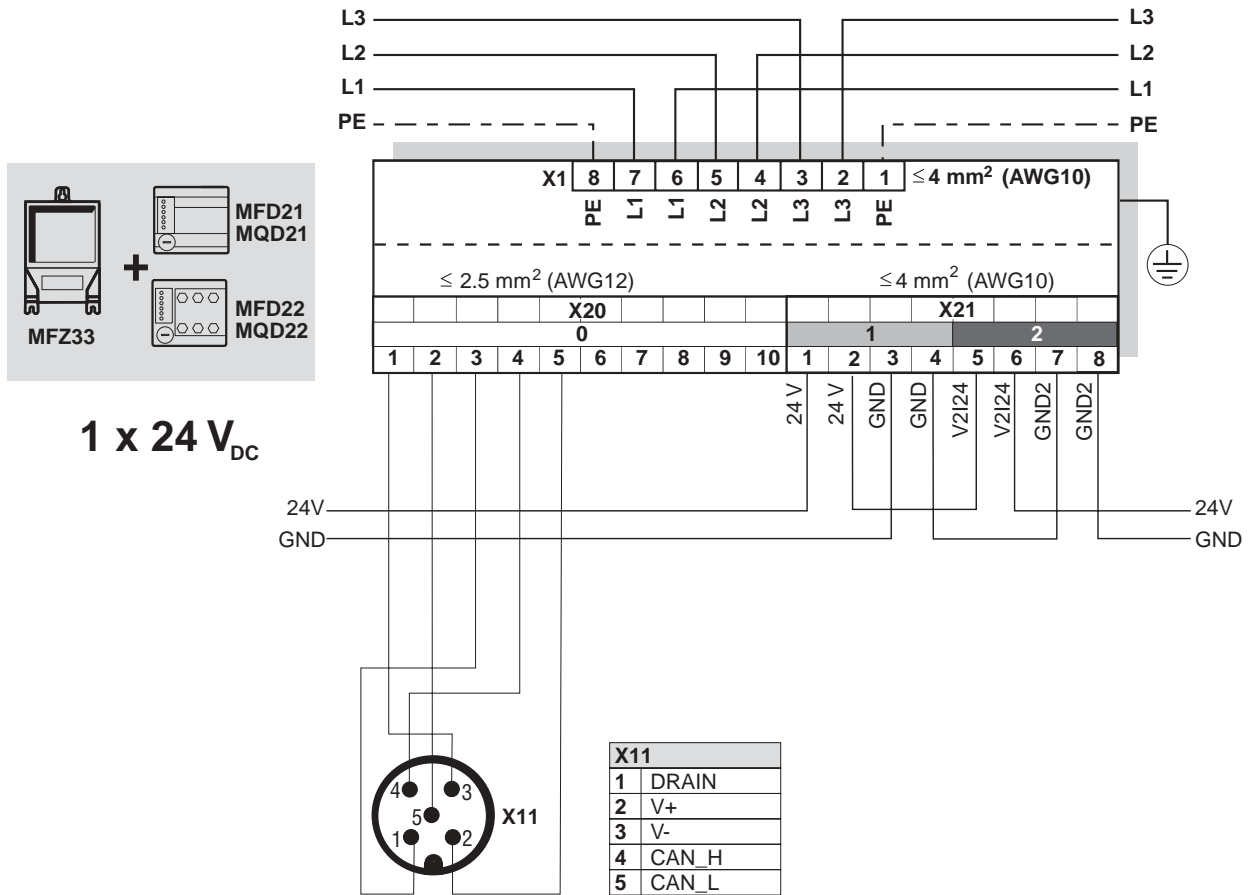 L3 L3
L2 L2
L1 L1
PE PE
X1 8 7 6 5 4 3 2 1 ≤ 4 mm² (AWG10)
PE L1 L1 L2 L2 L3 L3 PE
MFD21
MQD21
+
MFD22
MQD22
MFZ33
≤ 2.5 mm² (AWG12) ≤ 4 mm² (AWG10)
X20 X21
0 1 2
1 2 3 4 5 6 7 8 9 10 1 2 3 4 5 6 7 8
24 V 24 V GND GND V2I24 V2I24 GND2 GND2
1 x 24 V DC
24V 24V
GND GND
4 3
5 X11
1 2
X11
1 DRAIN
2 V+
3 V-
4 CAN_H
5 CAN_L